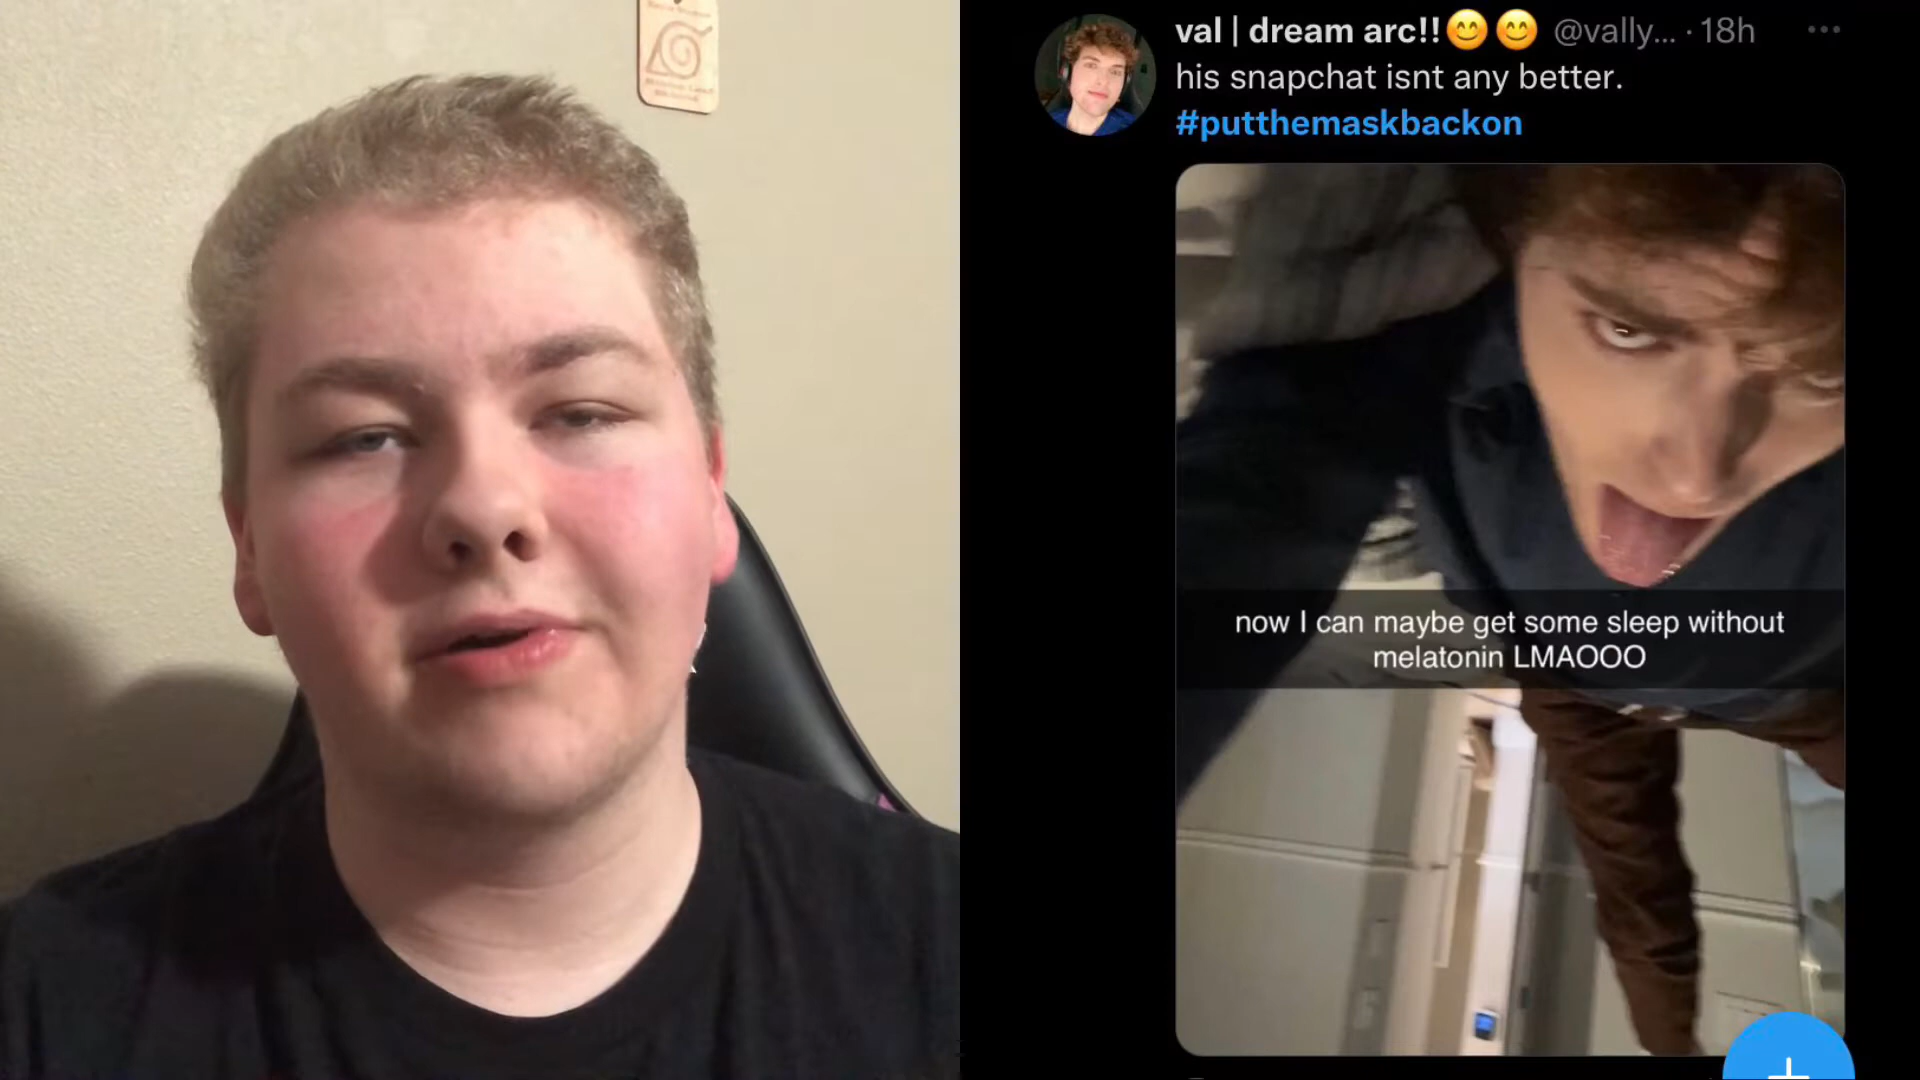 val | dream arc!!😊😊 @vally... · 18h
his snapchat isnt any better.
#putthemaskbackon
now I can maybe get some sleep without
melatonin LMAOOO